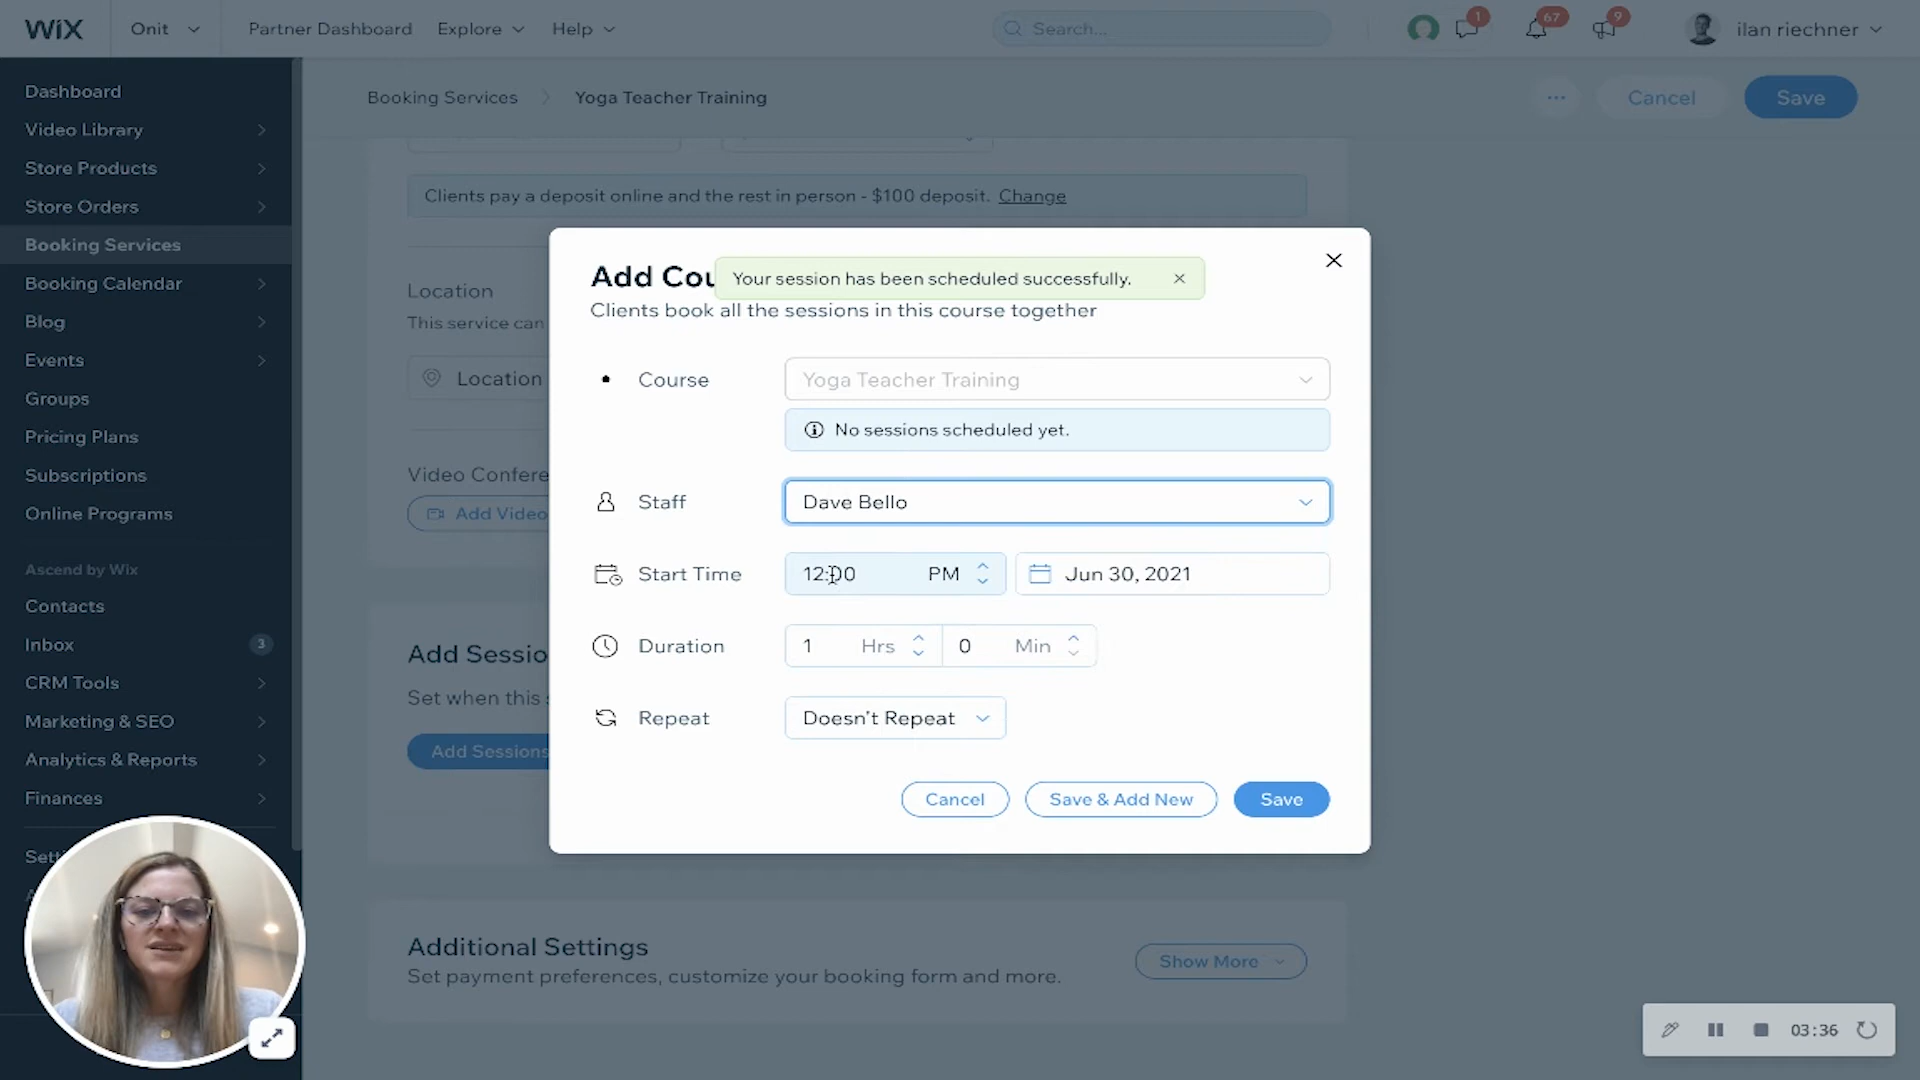 WIX
Onit
Partner Dashboard
Explore
Help
Search...
1
67
9
ilan riechner
Dashboard
Video Library
Store Products
Store Orders
Booking Services
Booking Calendar
Blog
Events
Groups
Pricing Plans
Subscriptions
Online Programs
Ascend by Wix
Contacts
Inbox
3
CRM Tools
Marketing & SEO
Analytics & Reports
Finances
Booking Services
Yoga Teacher Training
Cancel
Save
Clients pay a deposit online and the rest in person - $100 deposit. Change
Location
This service can
Location
Video Confere
Add Video
Add Sessio
Set when this
Add Sessions
Add Cou
Your session has been scheduled successfully.
Clients book all the sessions in this course together
Course
Yoga Teacher Training
No sessions scheduled yet.
Staff
Dave Bello
Start Time
12:00 PM
Jun 30, 2021
Duration
1 Hrs
0 Min
Repeat
Doesn't Repeat
Cancel
Save & Add New
Save
Additional Settings
Set payment preferences, customize your booking form and more.
Show More
03:36